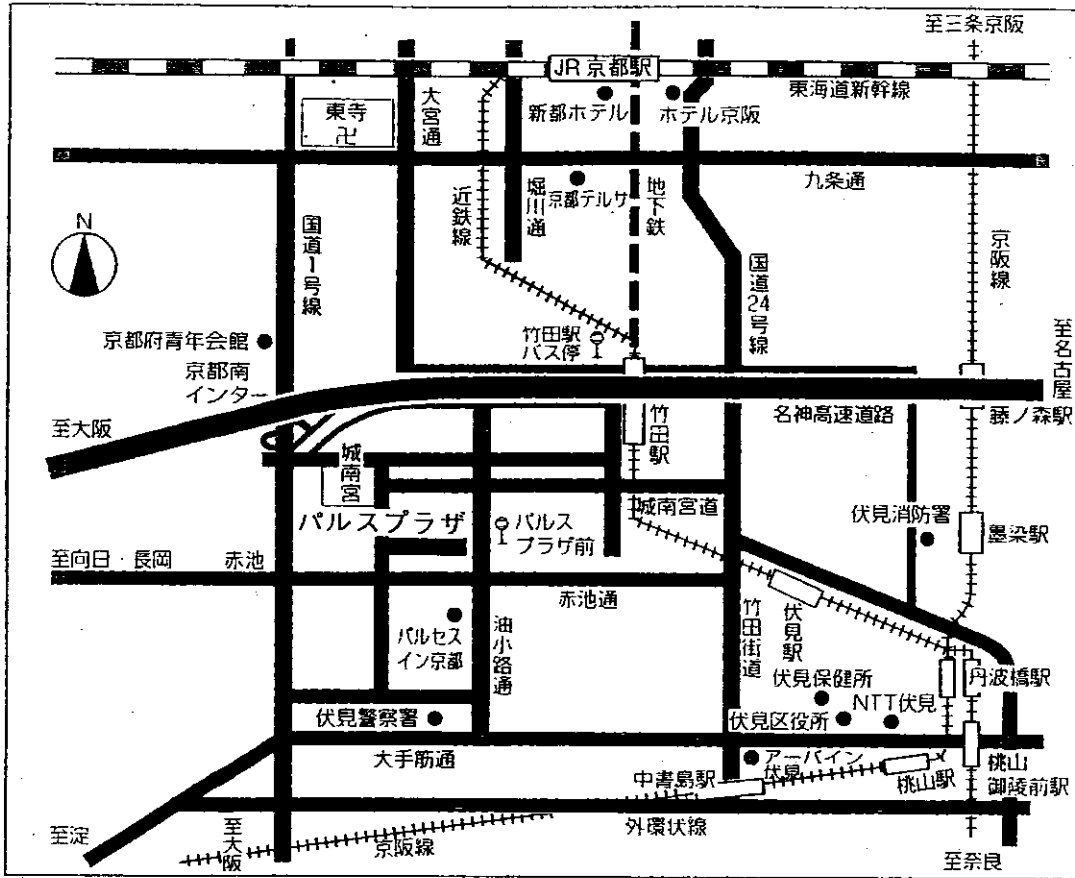 至三条京阪
JR京都駅
東海道新幹線
東寺
卍
大宮通
新都ホテル
ホテル京阪
九条通
京都テルサ
近鉄線
堀川通
地下鉄
国道1号線
国道24号線
京阪線
N
竹田駅
バス停
京都府青年会館
京都南
インター
至名古屋
名神高速道路
藤ノ森駅
至大阪
竹田駅
城南宮
城南宮道
パルスプラザ
パルス
プラザ前
伏見消防署
墨染駅
至向日・長岡
赤池
赤池通
竹田街道
伏見駅
パルセス
イン京都
油小路通
伏見保健所
丹波橋駅
NTT伏見
伏見区役所
伏見警察署
大手筋通
アーバイン
伏見
中書島駅
桃山駅
桃山
御陵前駅
至淀
至大阪
京阪線
外環状線
至奈良